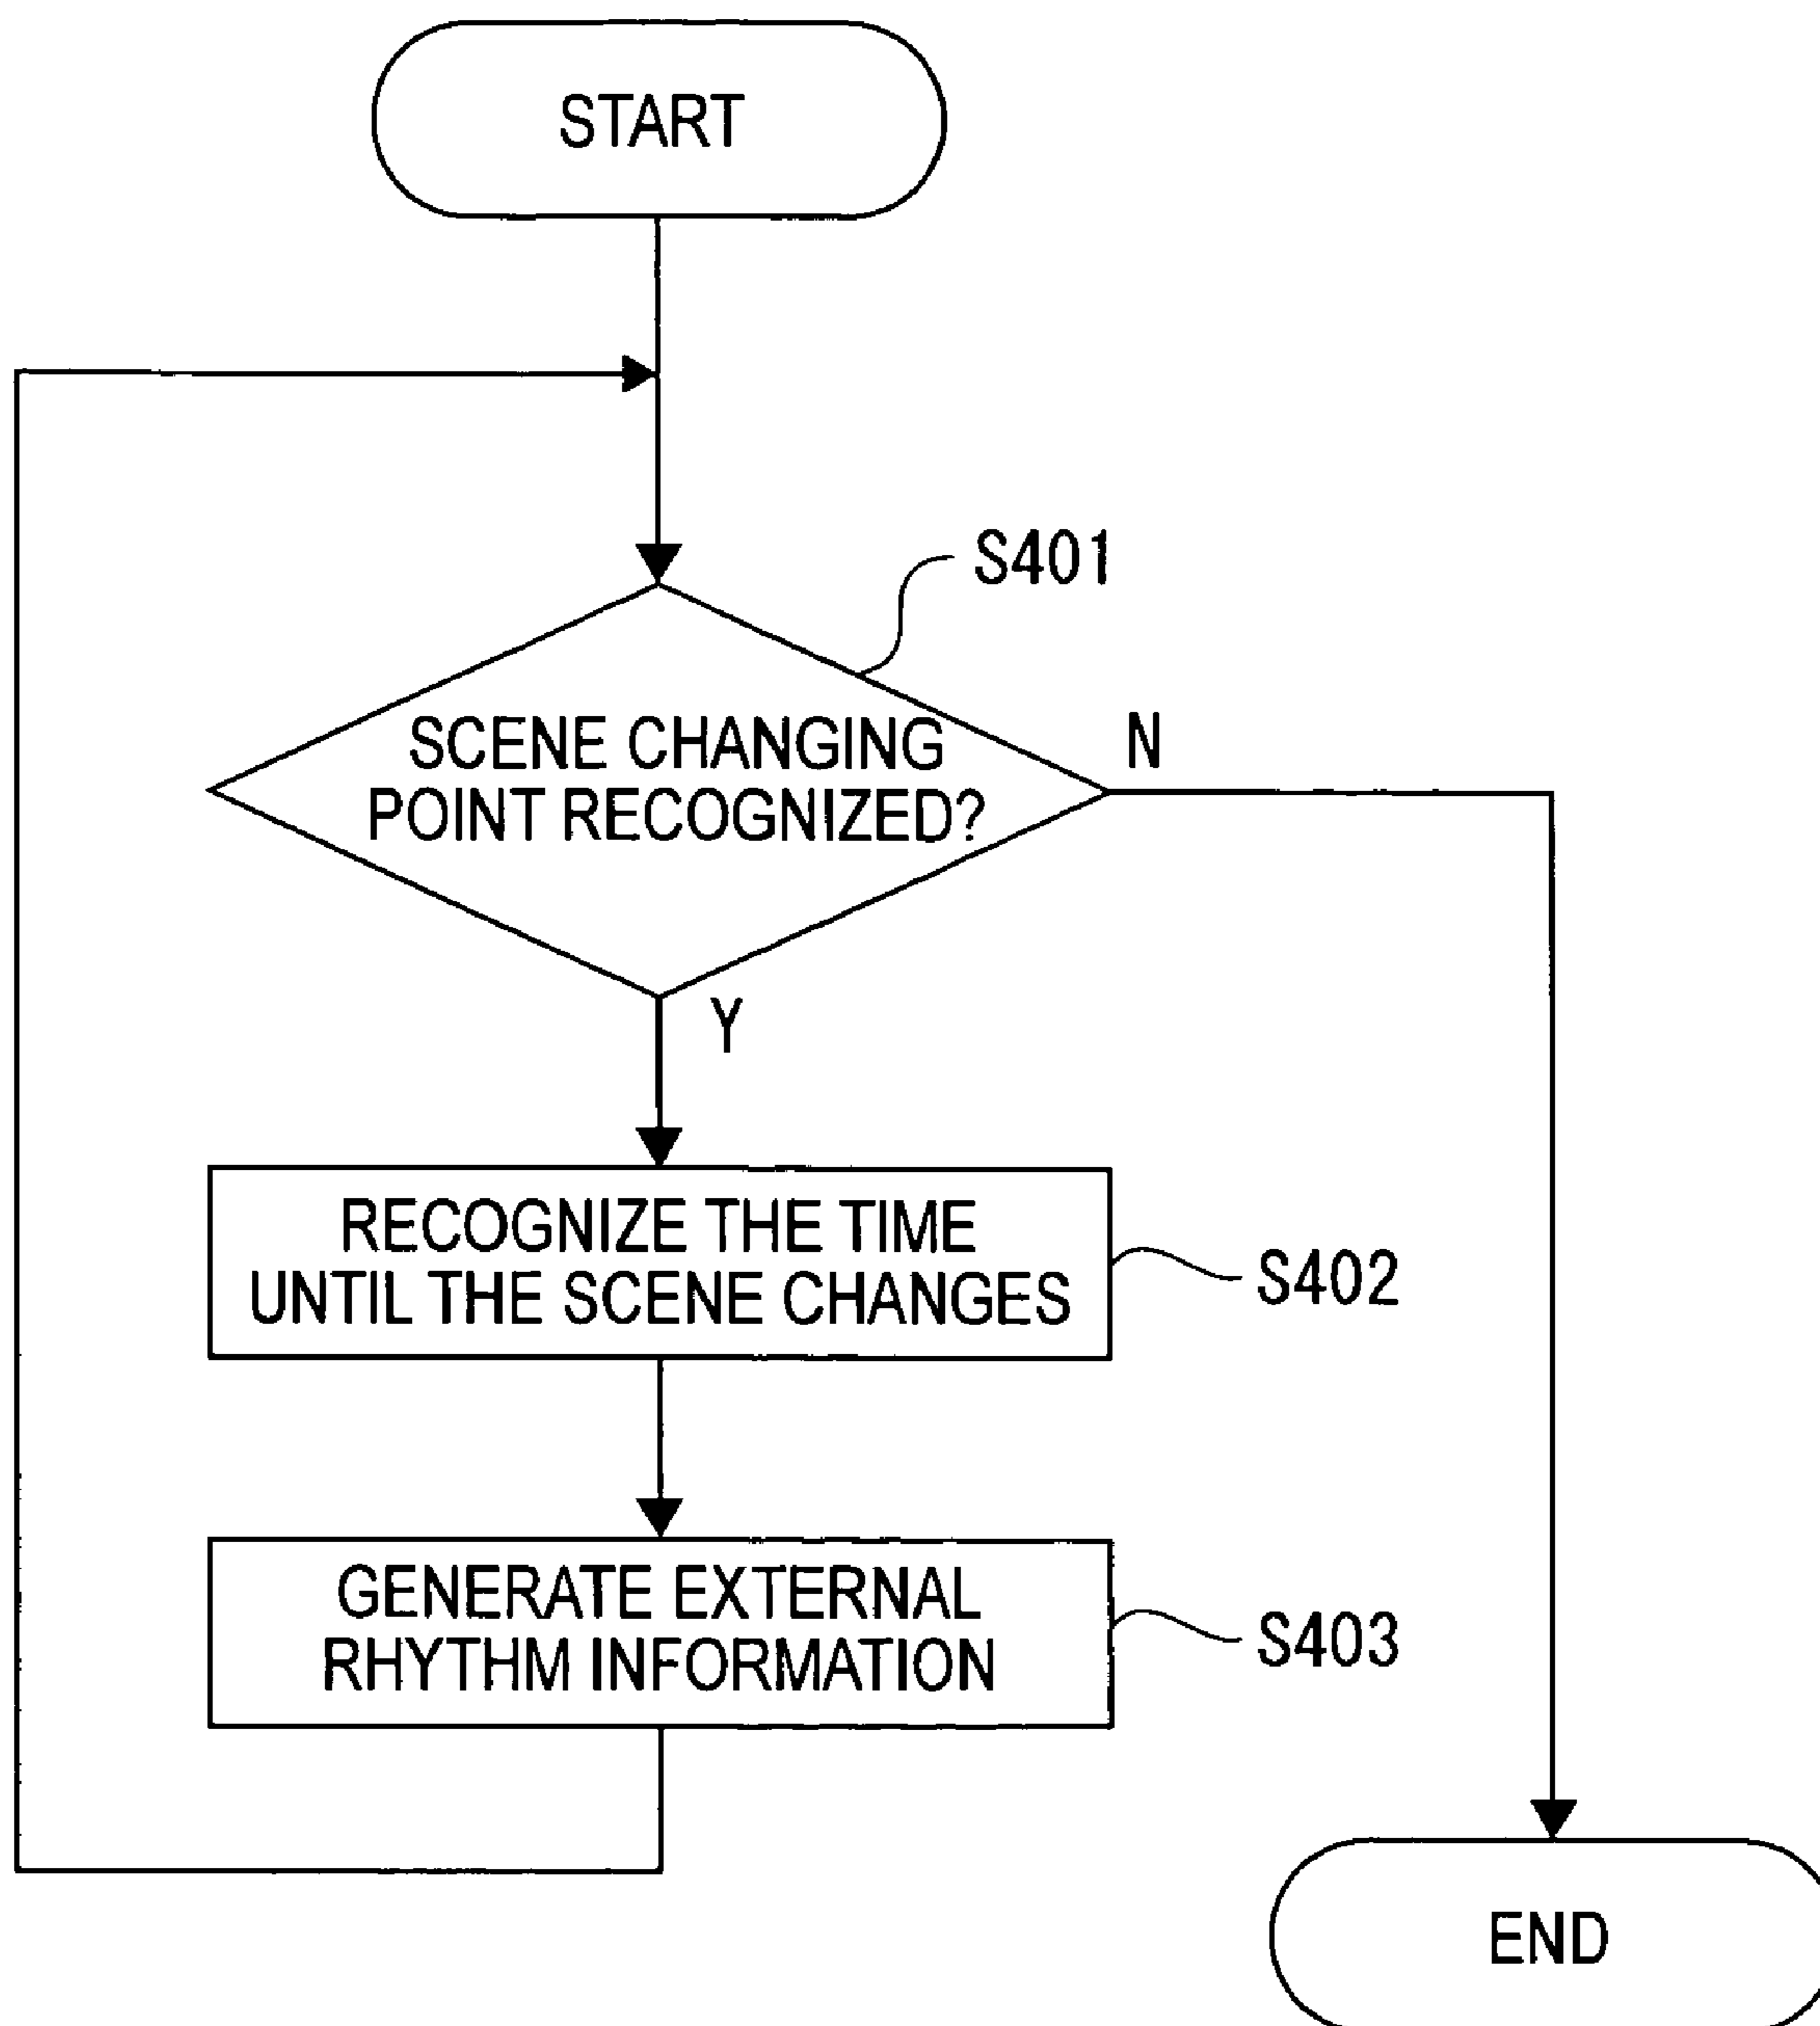 START
S401
SCENE CHANGING
POINT RECOGNIZED?
N
Y
RECOGNIZE THE TIME
UNTIL THE SCENE CHANGES
S402
GENERATE EXTERNAL
RHYTHM INFORMATION
S403
END